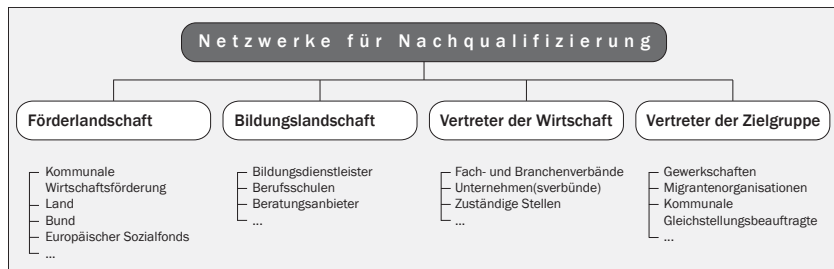 Netzwerke für Nachqualifizierung
Förderlandschaft
Kommunale
Wirtschaftsförderung
Land
Bund
Europäischer Sozialfonds
...
Bildungslandschaft
Bildungsdienstleister
Berufsschulen
Beratungsanbieter
...
Vertreter der Wirtschaft
Fach- und Branchenverbände
Unternehmen(sverbünde)
Zuständige Stellen
...
Vertreter der Zielgruppe
Gewerkschaften
Migrantenorganisationen
Kommunale
Gleichstellungsbeauftragte
...